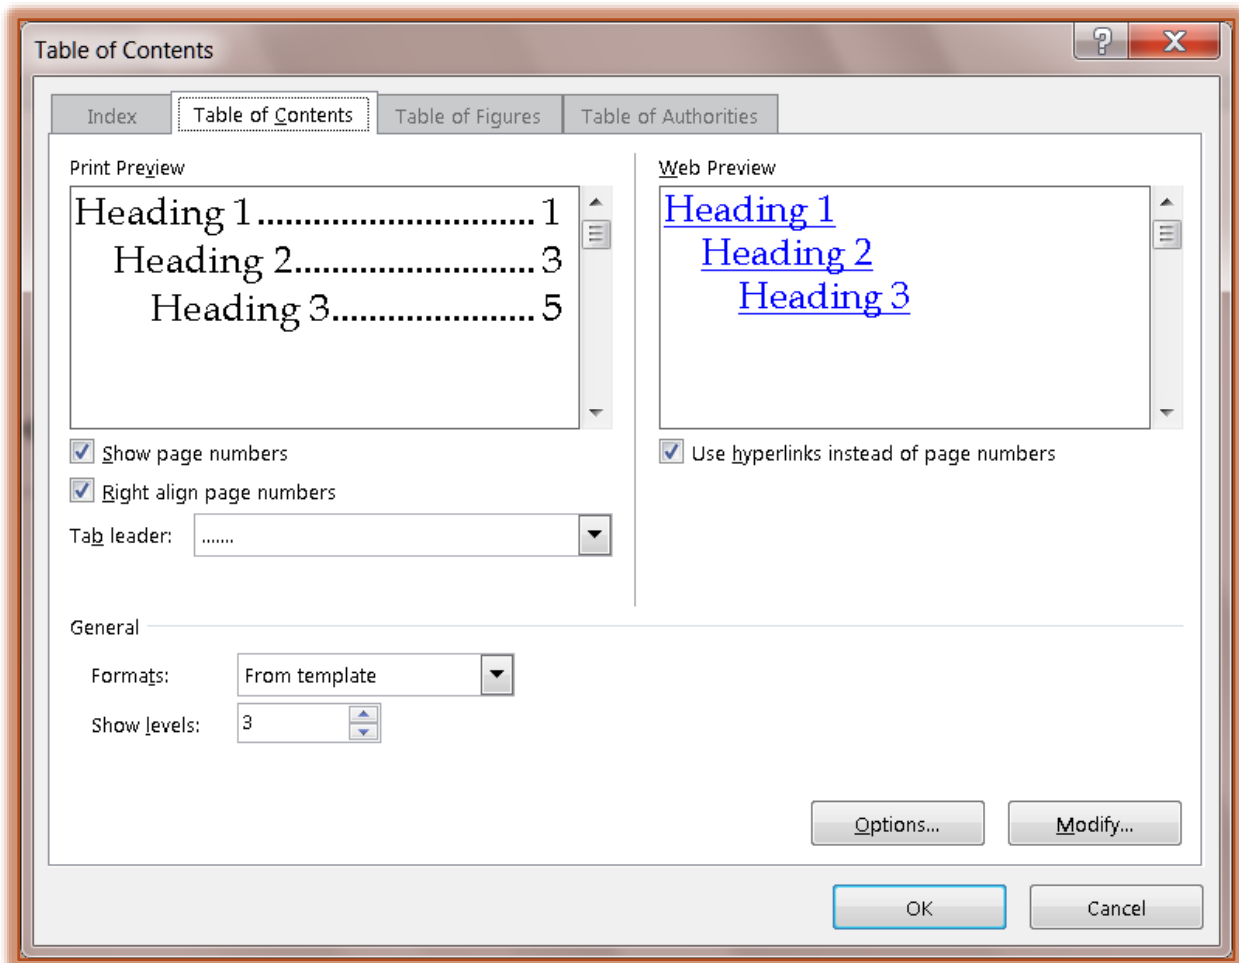 Table of Contents
Index Table of Contents Table of Figures Table of Authorities
Print Preview
Heading 1.............................. 1
Heading 2.......................... 3
Heading 3...................... 5
Web Preview
Heading 1
Heading 2
Heading 3
Show page numbers
Right align page numbers
Tab leader: .......
Use hyperlinks instead of page numbers
General
Formats: From template
Show levels: 3
Options... Modify...
OK Cancel